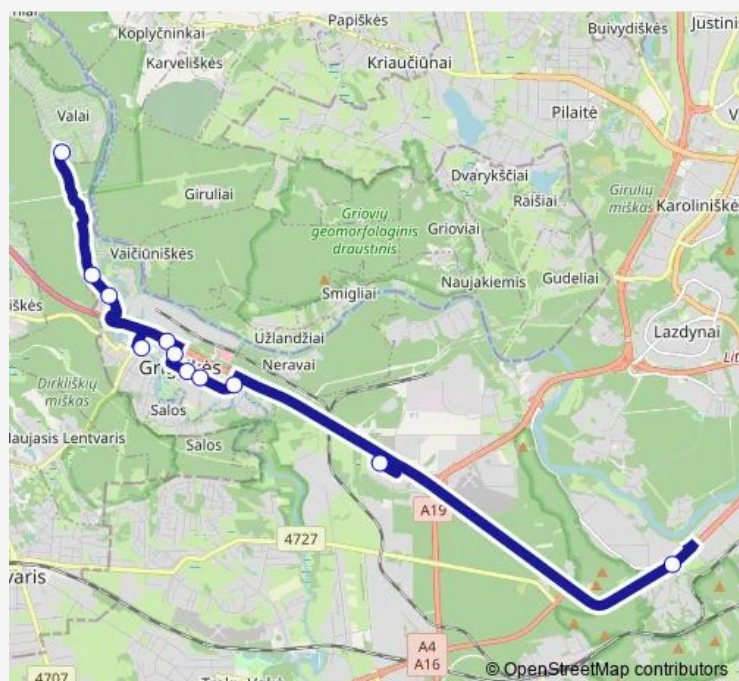 Koplyčninkai
Karveliškės
Papiškės
Kriaučiūnai
Buivydiškės
Justiniš
Valai
Pilaitė
Giruliai
Dvarykščiai
Raišiai
Girulių
miškas
Karoliniškė
Griovių
geomorfologinis
draustinis
Grioviai
Vaičiūniškės
Naujakiemis
Gudeliai
Smigliai
iškės
Užlandžiai
Lazdynai
Neravai
Dirkliškių
miškas
Salos
Salos
aujasis Lentvaris
A19
4727
varis
A4
A16
4707
© OpenStreetMap contributors